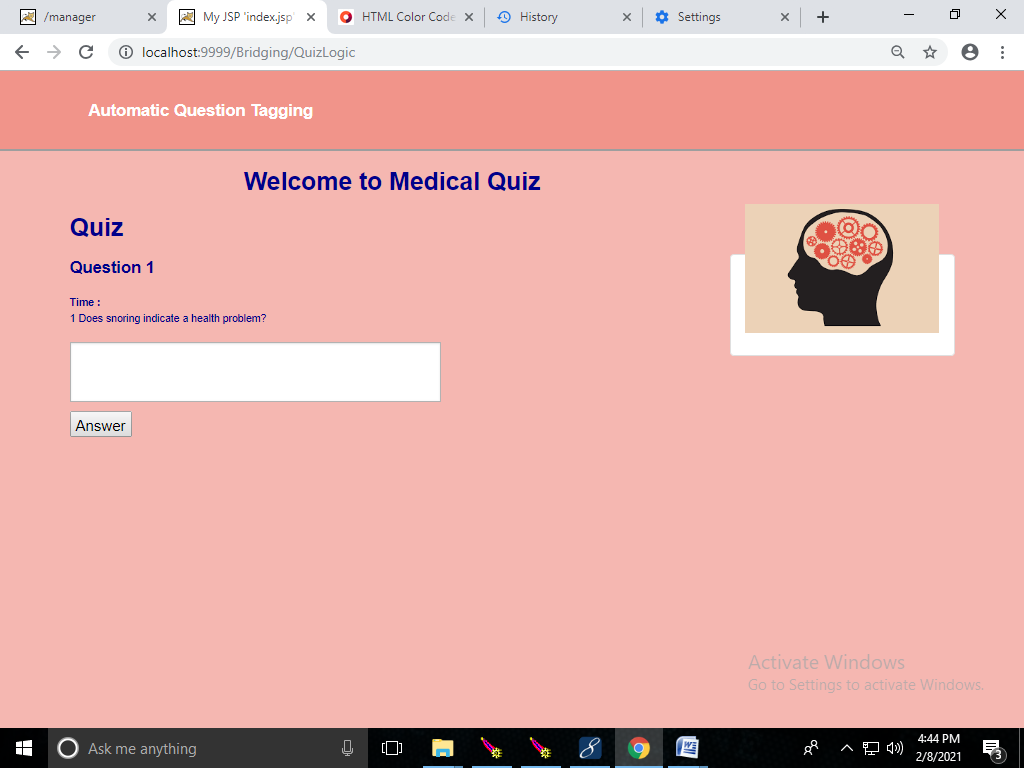 /manager
My JSP 'index.jsp'
HTML Color Code
History
Settings
localhost:9999/Bridging/QuizLogic
Automatic Question Tagging
Welcome to Medical Quiz
Quiz
Question 1
Time :
1 Does snoring indicate a health problem?
Answer
Activate Windows
Go to Settings to activate Windows.
Ask me anything
4:44 PM
2/8/2021
3